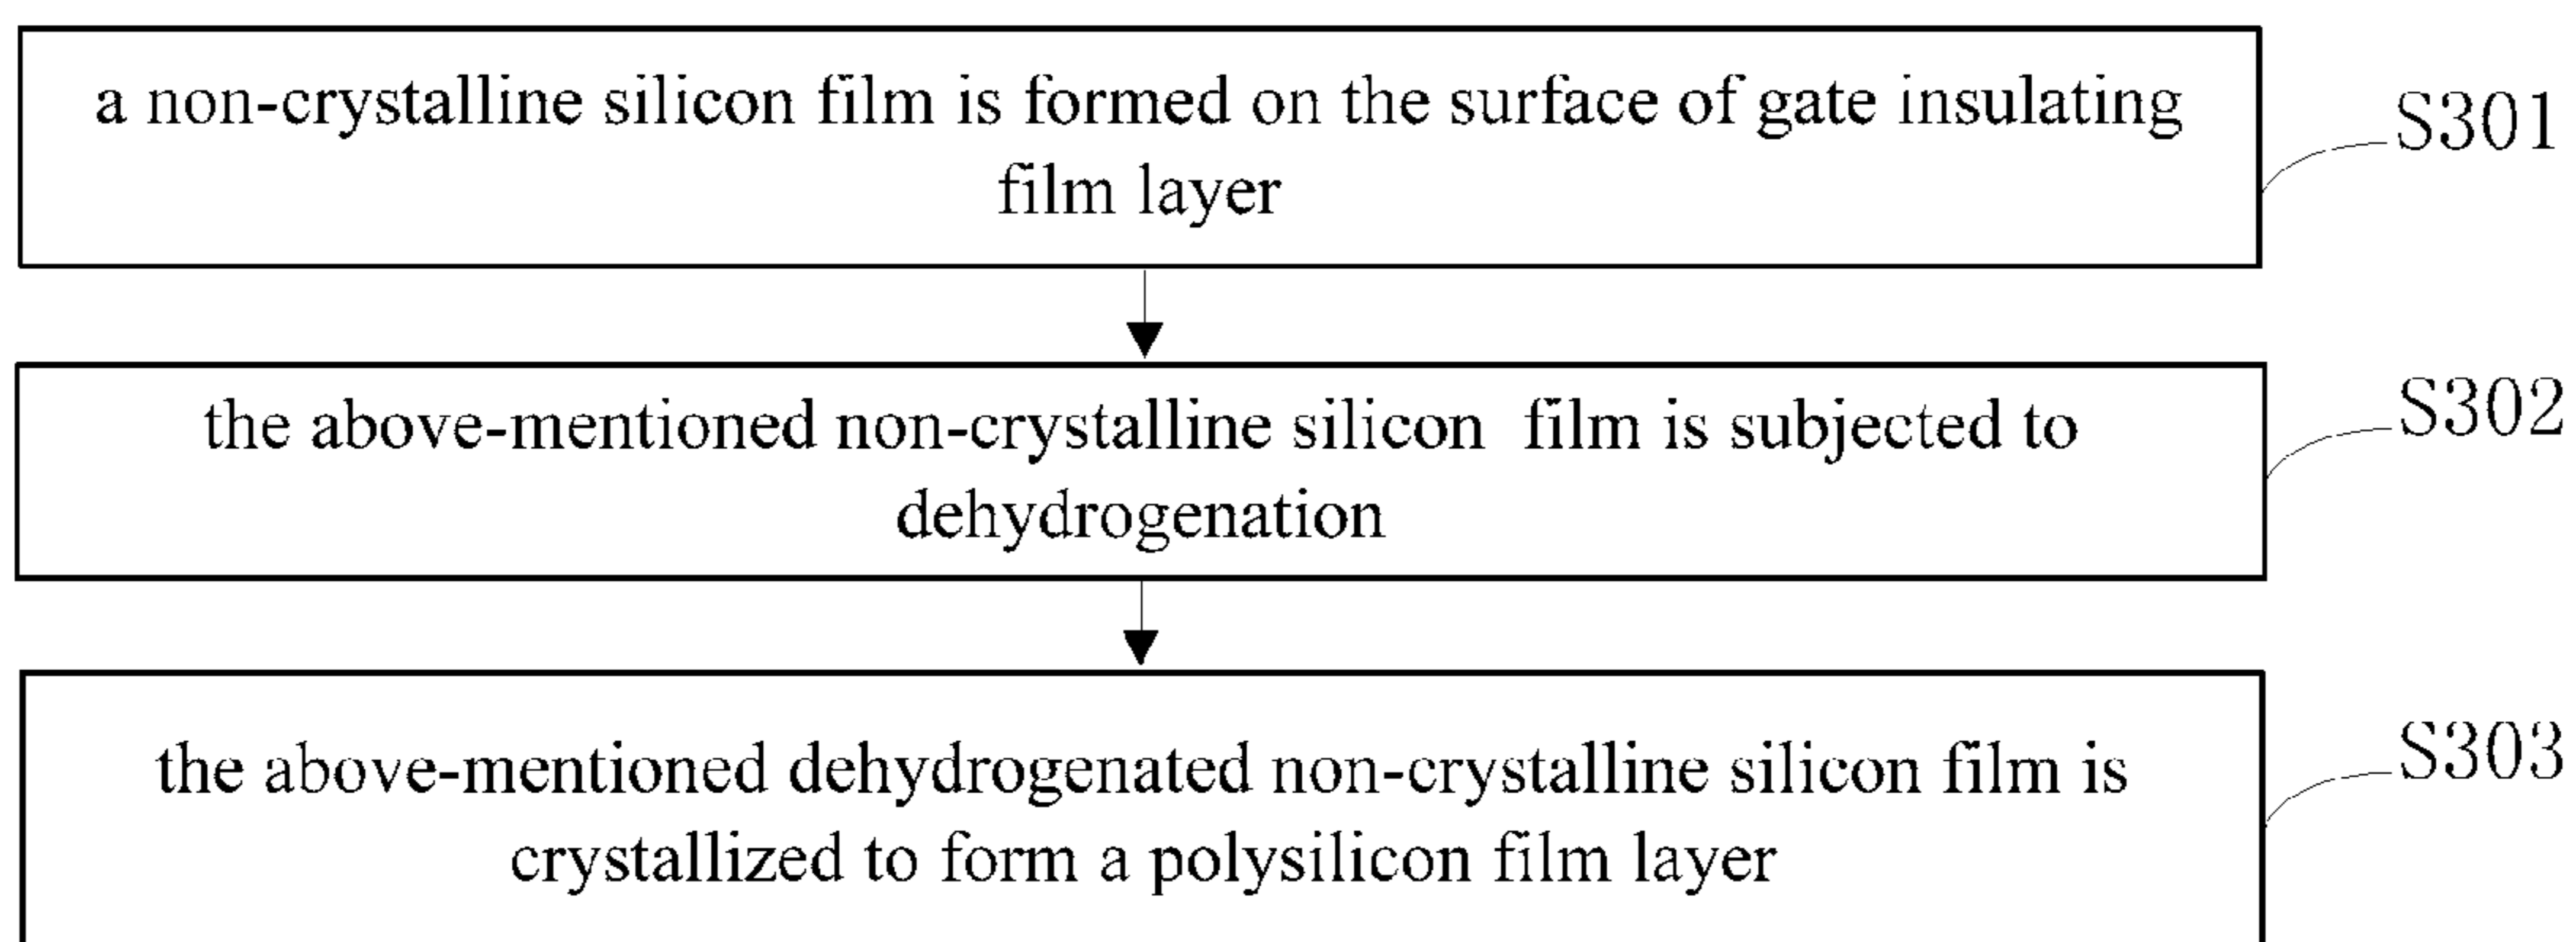 a non-crystalline silicon film is formed on the surface of gate insulating
film layer
S301
the above-mentioned non-crystalline silicon film is subjected to
dehydrogenation
S302
the above-mentioned dehydrogenated non-crystalline silicon film is
crystallized to form a polysilicon film layer
S303